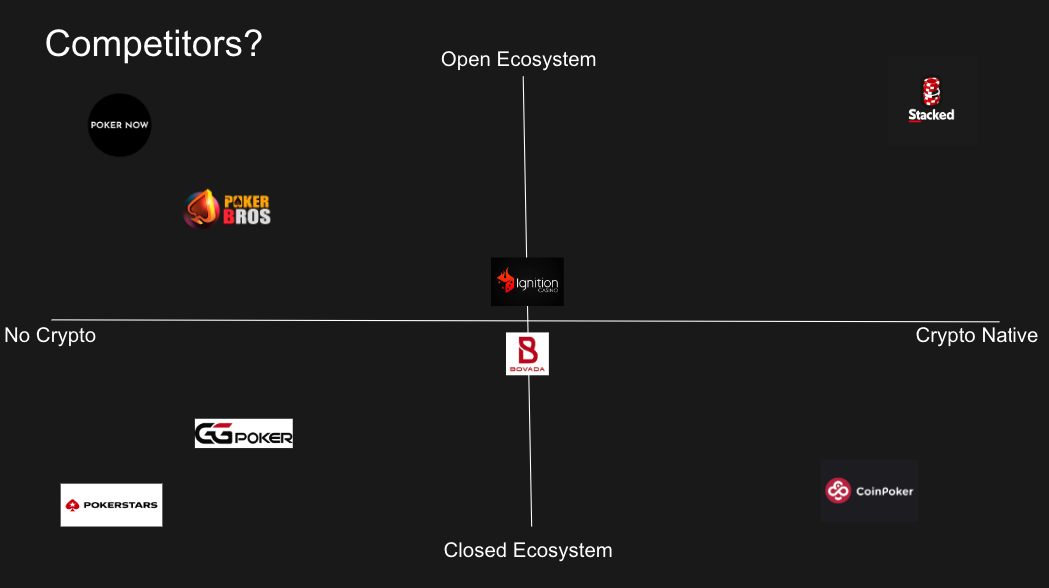 Competitors?
Open Ecosystem
POKER NOW
Stacked
POKER
BROS
Ignition
CASINO
No Crypto
Crypto Native
B
BOVADA
GGPOKER
POKERSTARS
CoinPoker
Closed Ecosystem